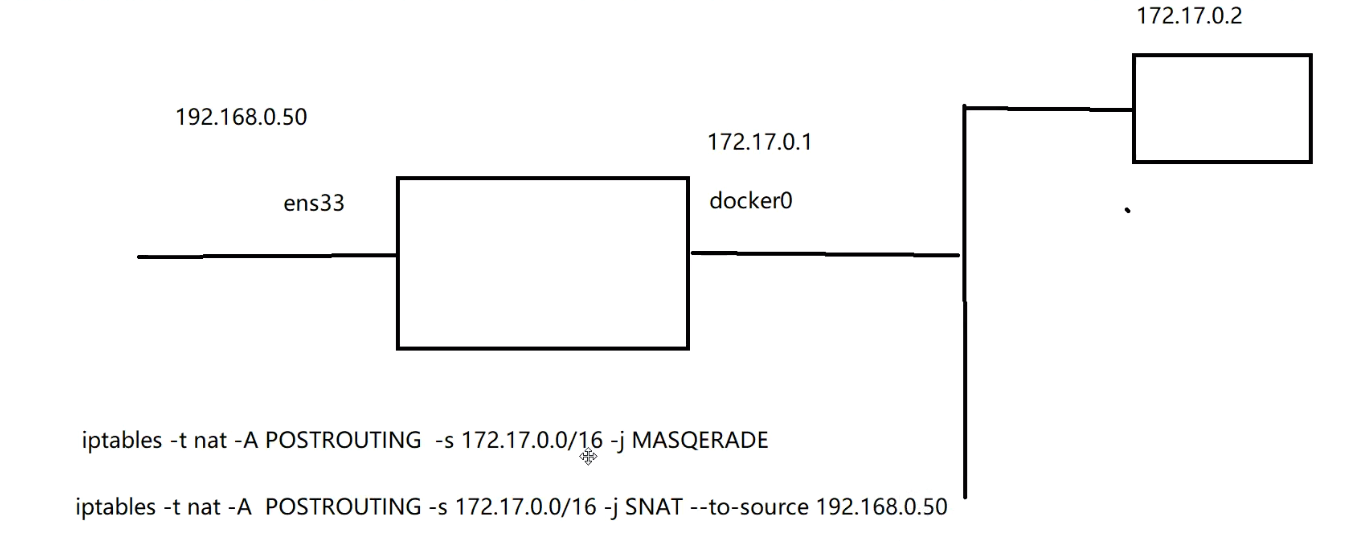 172.17.0.2
192.168.0.50
172.17.0.1
ens33
docker0
iptables -t nat -A POSTROUTING  -s 172.17.0.0/16 -j MASQERADE
iptables -t nat -A  POSTROUTING -s 172.17.0.0/16 -j SNAT --to-source 192.168.0.50